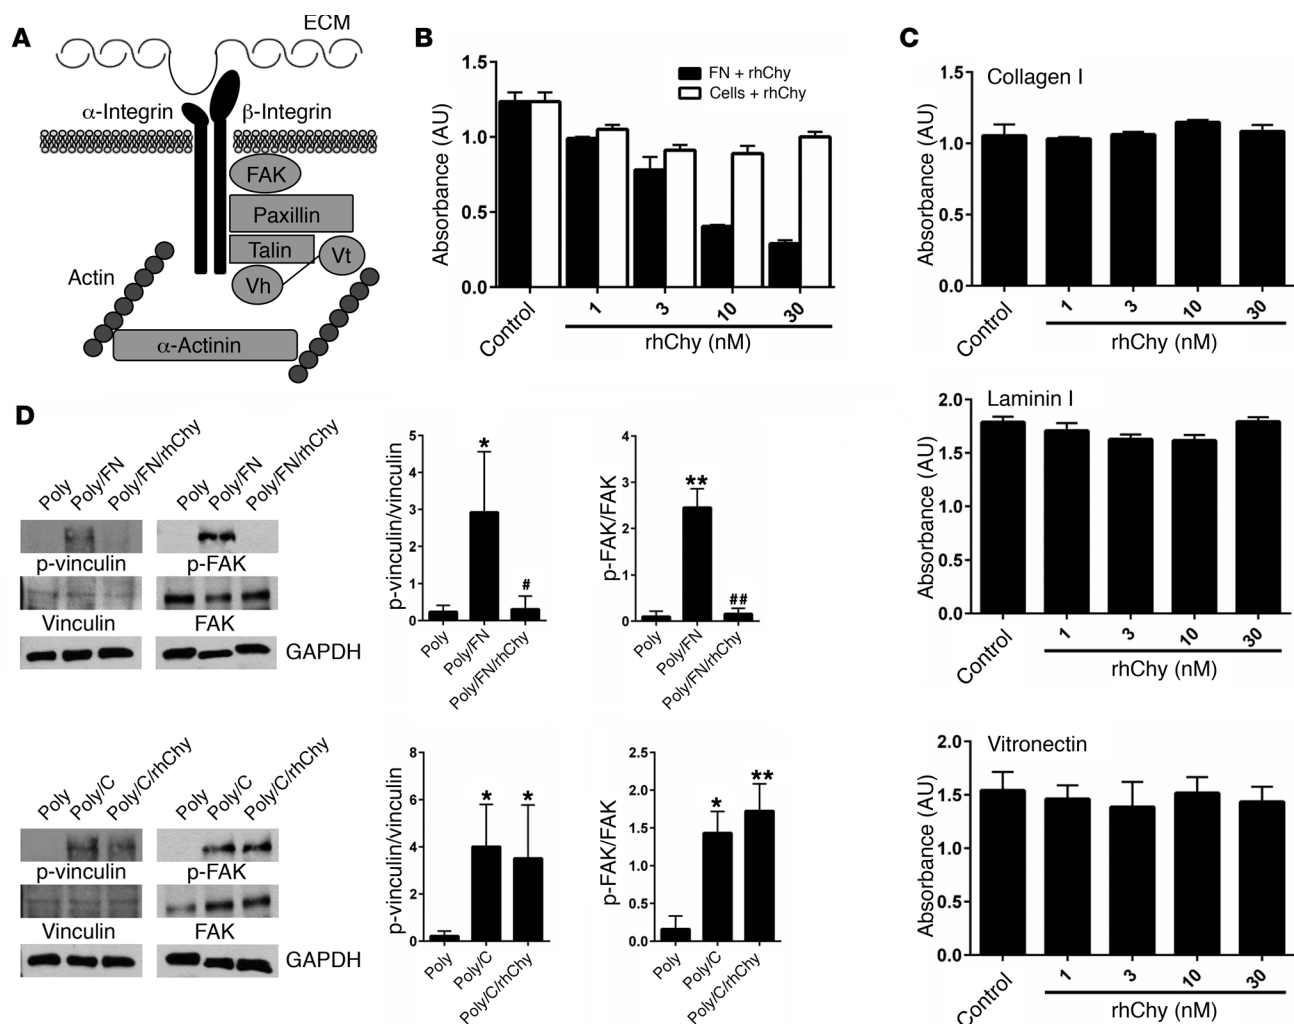 A
ECM
α-Integrin
β-Integrin
FAK
Paxillin
Talin
Vt
Vh
Actin
α-Actinin
B
Absorbance (AU)
1.5
1.0
0.5
0.0
FN + rhChy
Cells + rhChy
Control
1
3
10
30
rhChy (nM)
C
Collagen I
Absorbance (AU)
1.5
1.0
0.5
0.0
Control
1
3
10
30
rhChy (nM)
Laminin I
Absorbance (AU)
2.0
1.5
1.0
0.5
0.0
Control
1
3
10
30
rhChy (nM)
Vitronectin
Absorbance (AU)
2.0
1.5
1.0
0.5
0.0
Control
1
3
10
30
rhChy (nM)
D
Poly
Poly/FN
Poly/FN/rhChy
Poly
Poly/FN
Poly/FN/rhChy
p-vinculin
p-FAK
Vinculin
FAK
GAPDH
p-vinculin/vinculin
5
4
3
2
1
0
*
#
Poly
Poly/FN
Poly/FN/rhChy
p-FAK/FAK
4
3
2
1
0
**
##
Poly
Poly/FN
Poly/FN/rhChy
Poly
Poly/C
Poly/C/rhChy
Poly
Poly/C
Poly/C/rhChy
p-vinculin
p-FAK
Vinculin
FAK
GAPDH
p-vinculin/vinculin
8
6
4
2
0
*
*
Poly
Poly/C
Poly/C/rhChy
p-FAK/FAK
2.5
2.0
1.5
1.0
0.5
0.0
*
**
Poly
Poly/C
Poly/C/rhChy